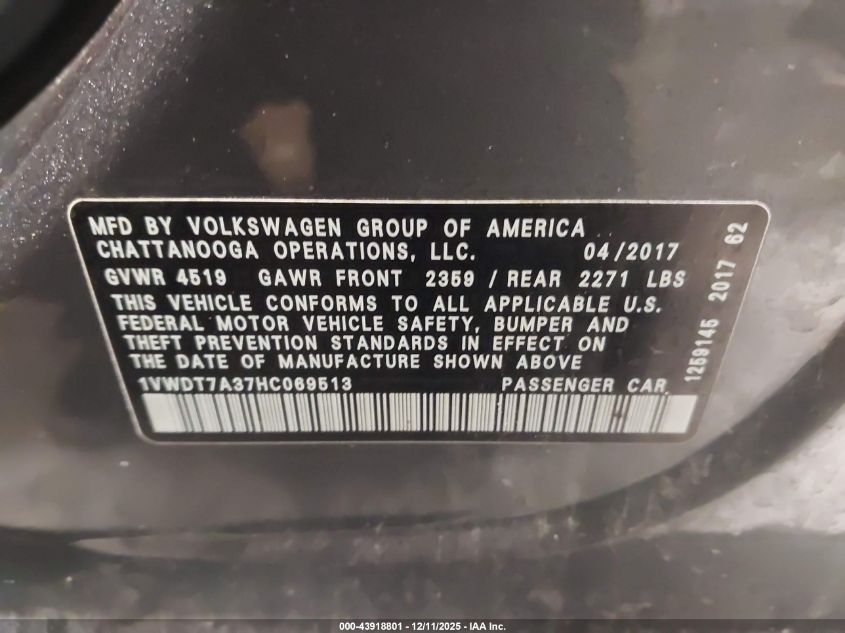 MFD BY VOLKSWAGEN GROUP OF AMERICA
CHATTANOOGA OPERATIONS, LLC. 04/2017
GVWR 4519 GAWR FRONT 2359 / REAR 2271 LBS
THIS VEHICLE CONFORMS TO ALL APPLICABLE U.S.
FEDERAL MOTOR VEHICLE SAFETY, BUMPER AND
THEFT PREVENTION STANDARDS IN EFFECT ON
THE DATE OF MANUFACTURE SHOWN ABOVE
1VWDT7A37HC069513 PASSENGER CAR
1259145 2017 62
000-43918801 - 12/11/2025 - IAA Inc.